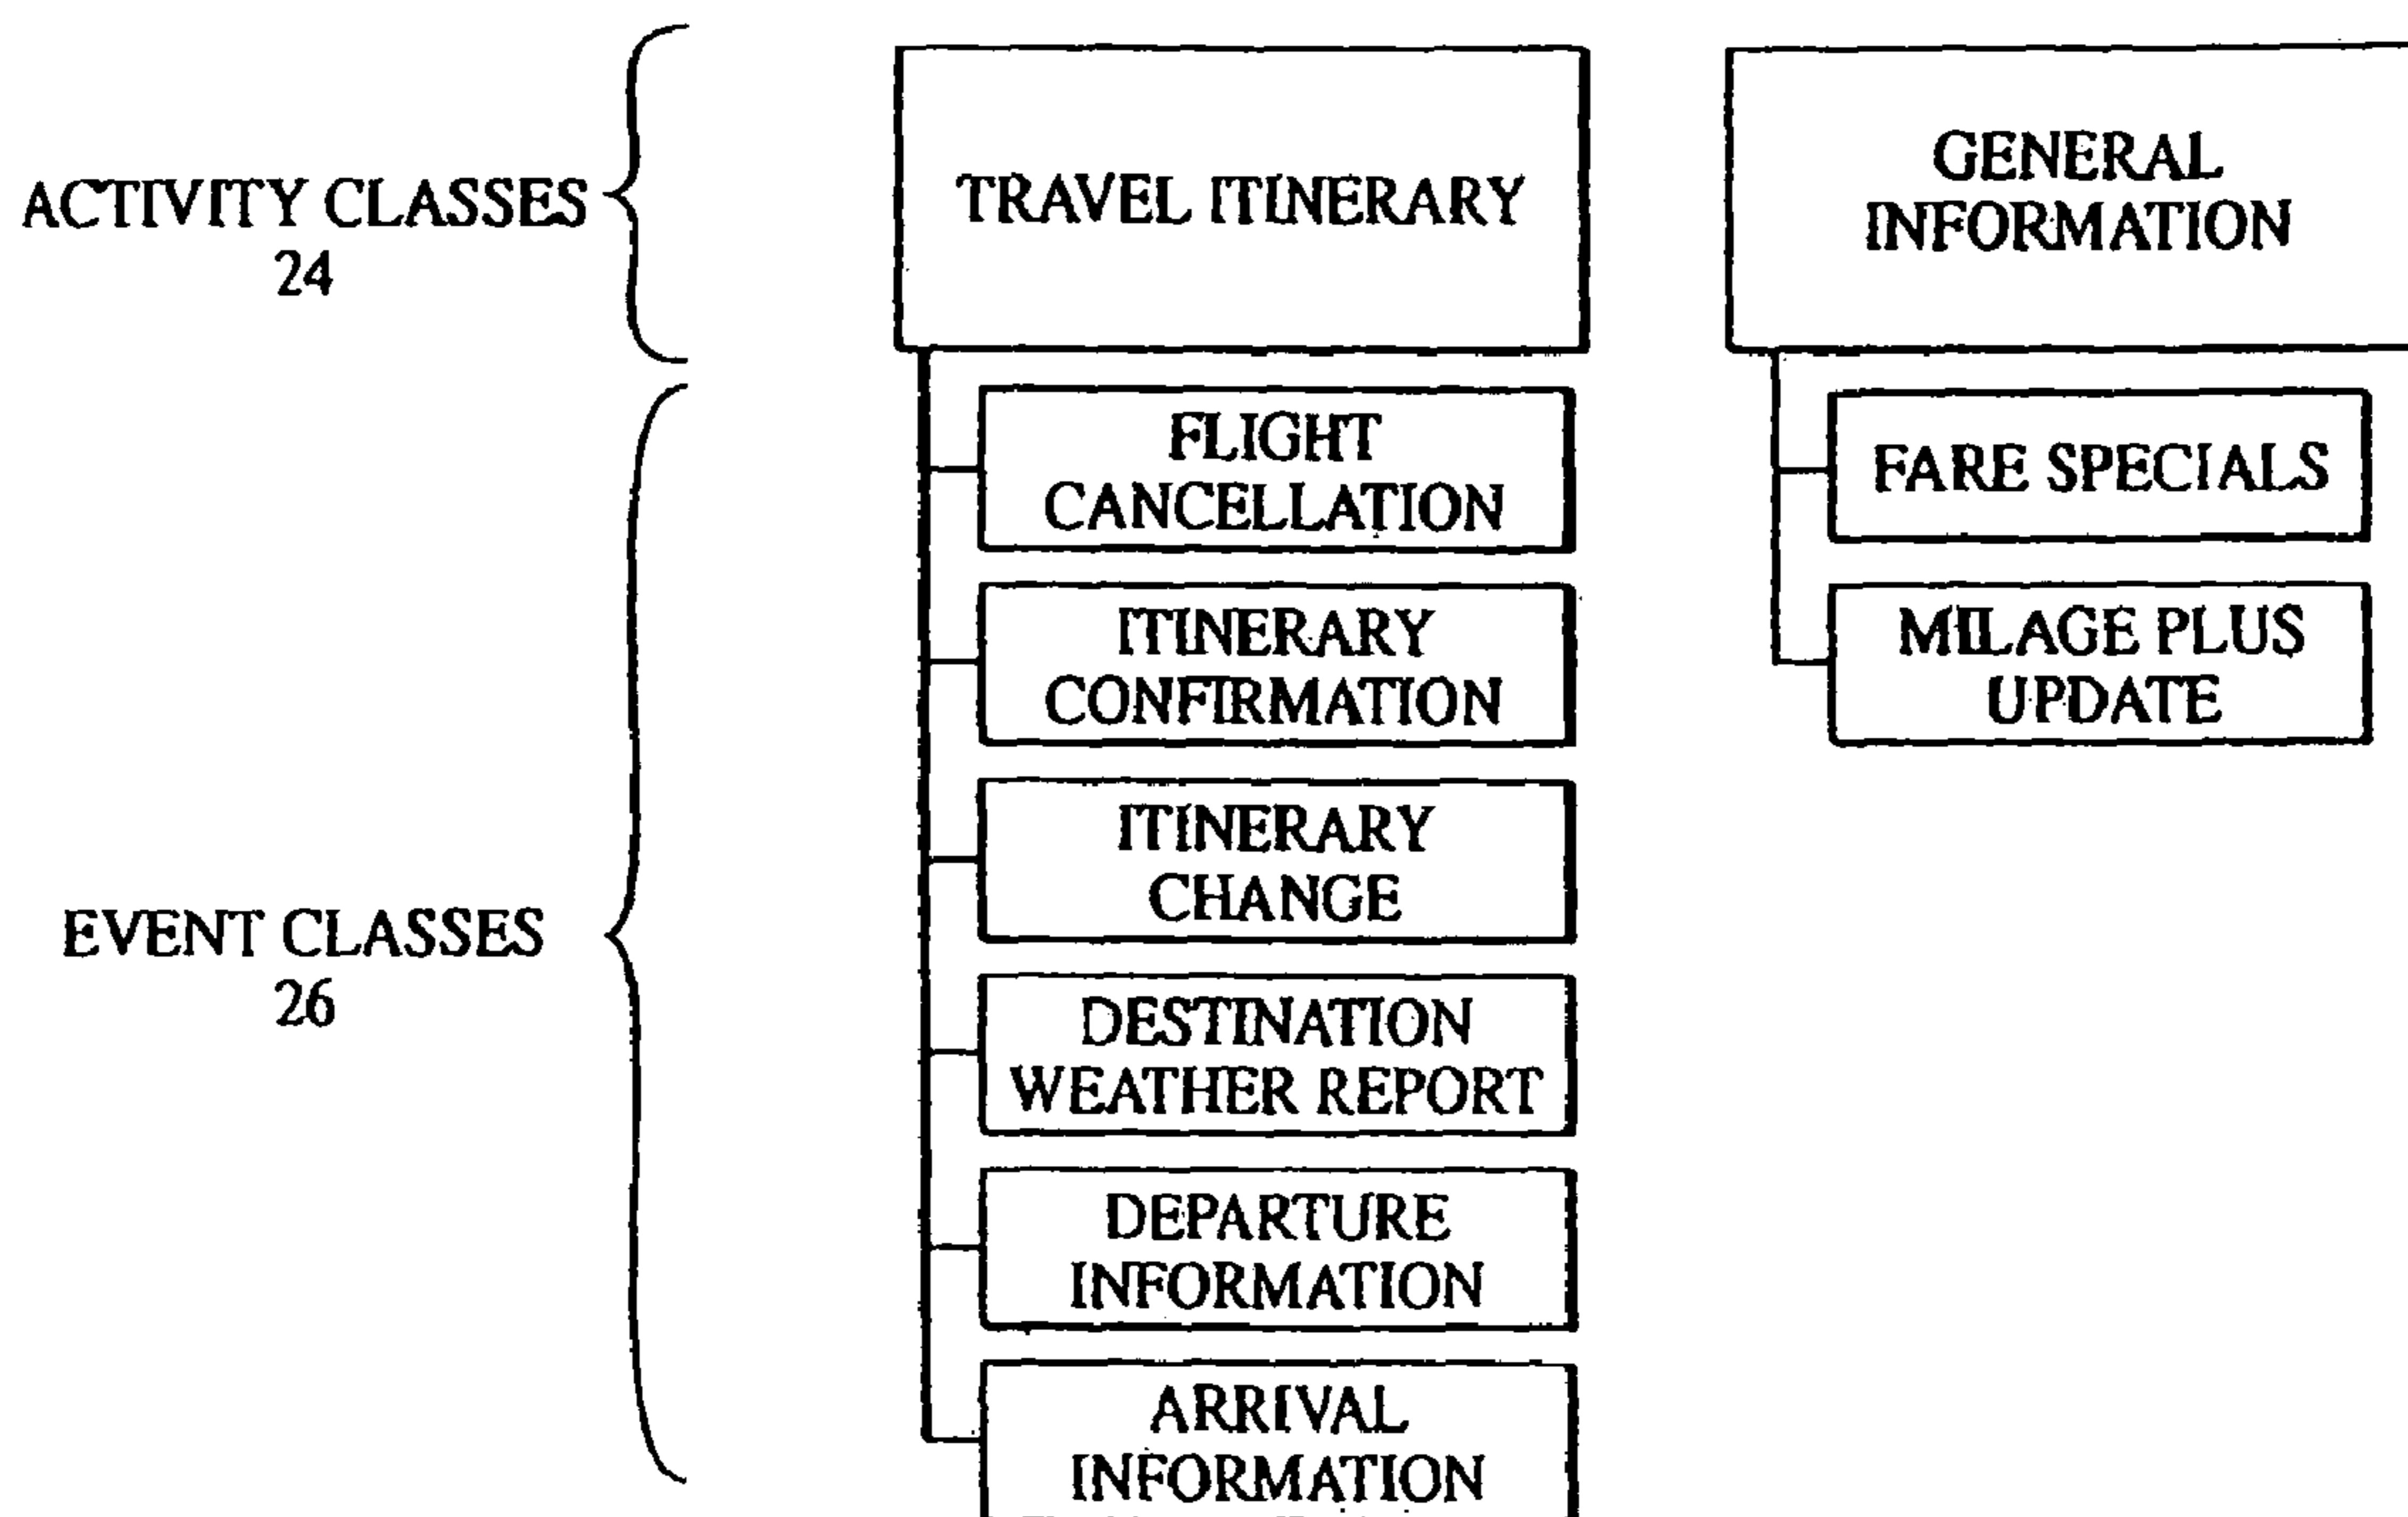 ACTIVITY CLASSES
24
TRAVEL ITINERARY
GENERAL
INFORMATION
FLIGHT
CANCELLATION
ITINERARY
CONFIRMATION
ITINERARY
CHANGE
DESTINATION
WEATHER REPORT
DEPARTURE
INFORMATION
ARRIVAL
INFORMATION
FARE SPECIALS
MILAGE PLUS
UPDATE
EVENT CLASSES
26